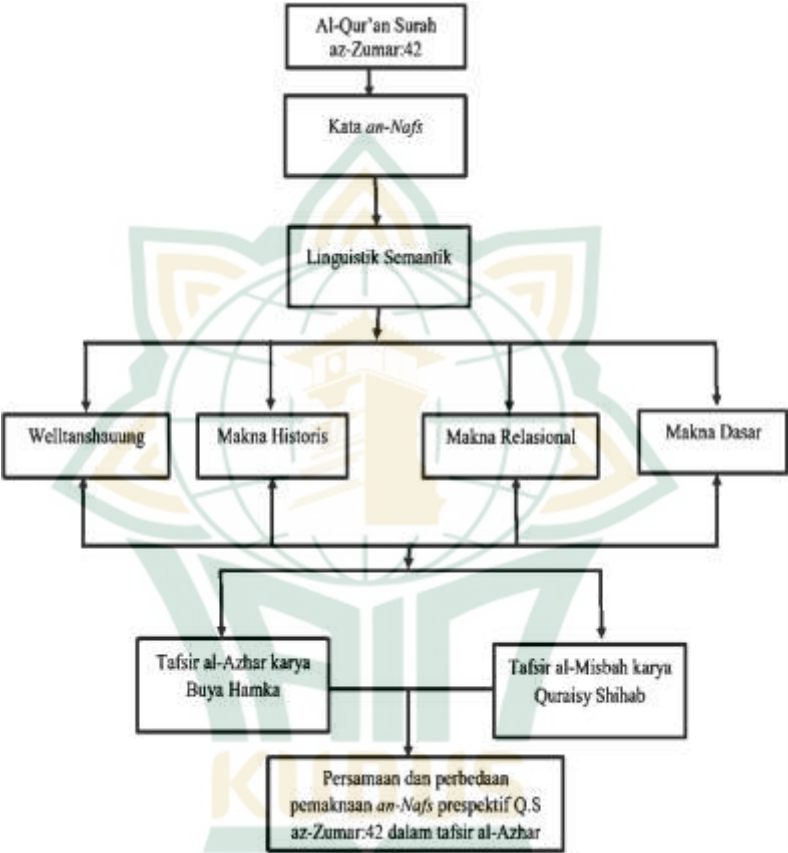 Al-Qur'an Surah
az-Zumar:42
Kata an-Nafs
Linguistik Semantik
Welltanshauung
Makna Historis
Makna Relasional
Makna Dasar
Tafsir al-Azhar karya
Buya Hamka
Tafsir al-Misbah karya
Quraisy Shihab
KUDUS
Persamaan dan perbedaan
pemaknaan an-Nafs prespektif Q.S
az-Zumar:42 dalam tafsir al-Azhar